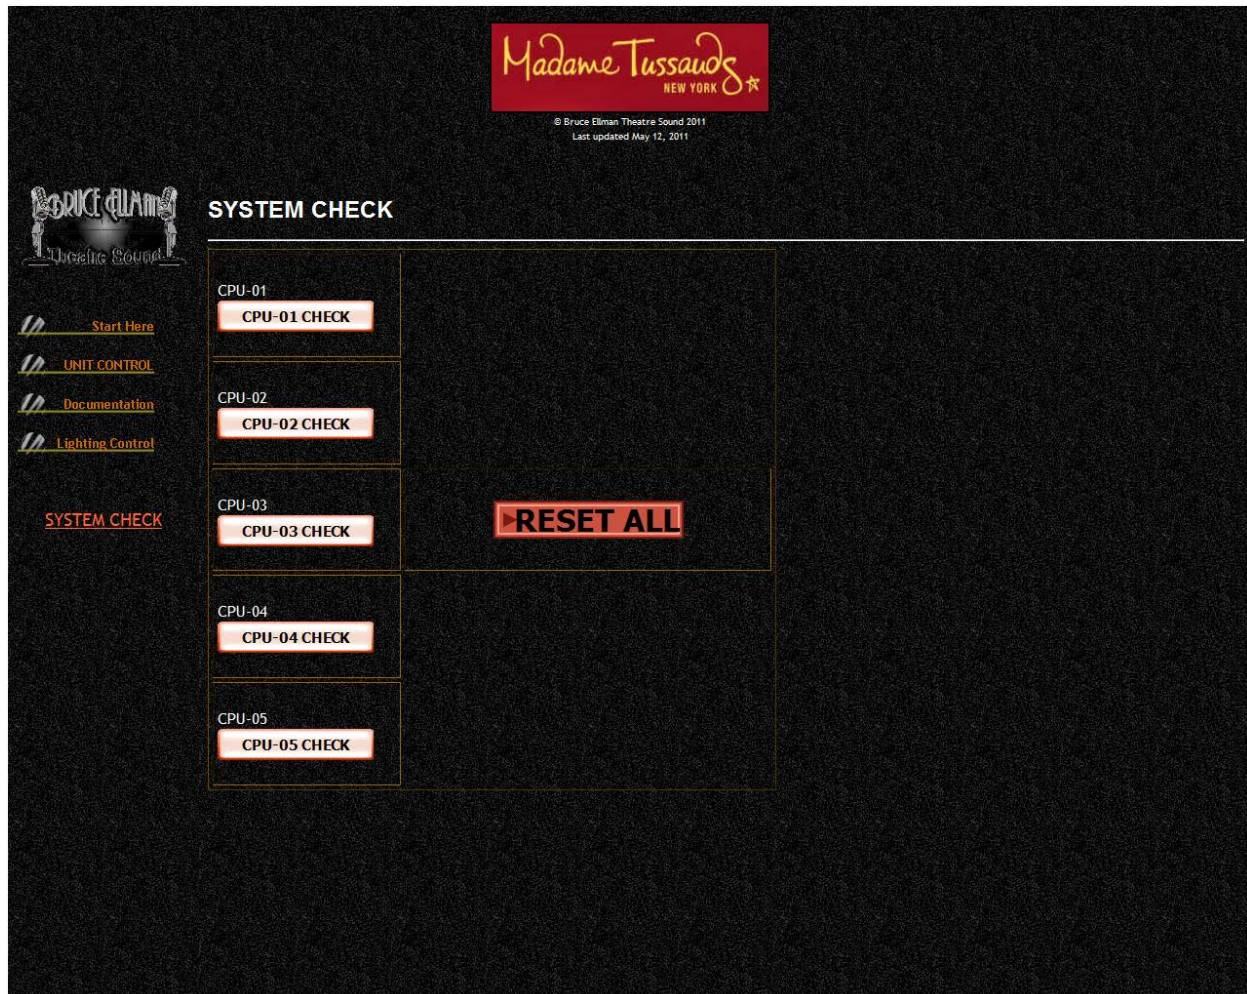 Madame Tussauds
NEW YORK
© Bruce Ellman Theatre Sound 2011
Last updated May 12, 2011
BRUCE ELLMAN
Theatre Sound
SYSTEM CHECK
Start Here
UNIT CONTROL
Documentation
Lighting Control
SYSTEM CHECK
CPU-01
CPU-01 CHECK
CPU-02
CPU-02 CHECK
CPU-03
CPU-03 CHECK
RESET ALL
CPU-04
CPU-04 CHECK
CPU-05
CPU-05 CHECK